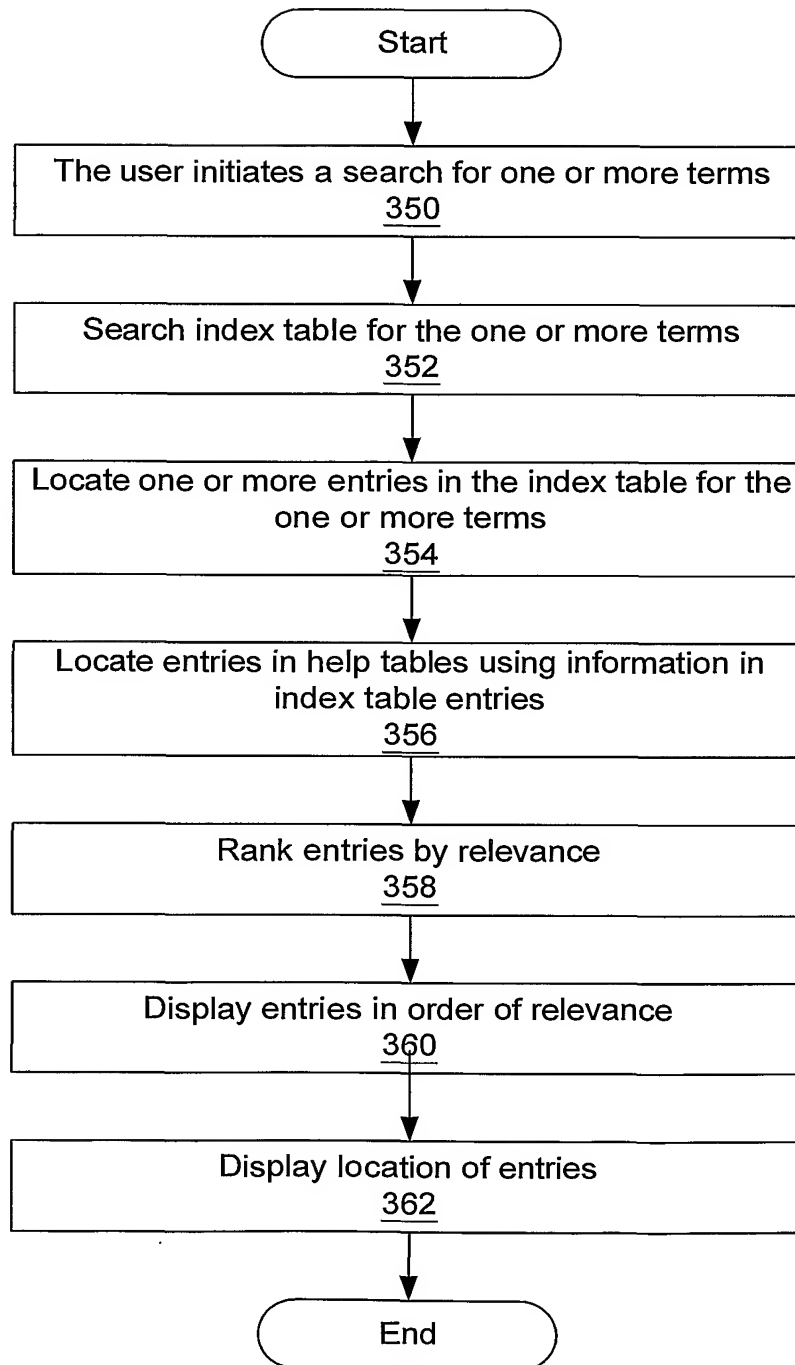 Start
The user initiates a search for one or more terms
350
Search index table for the one or more terms
352
Locate one or more entries in the index table for the
one or more terms
354
Locate entries in help tables using information in
index table entries
356
Rank entries by relevance
358
Display entries in order of relevance
360
Display location of entries
362
End